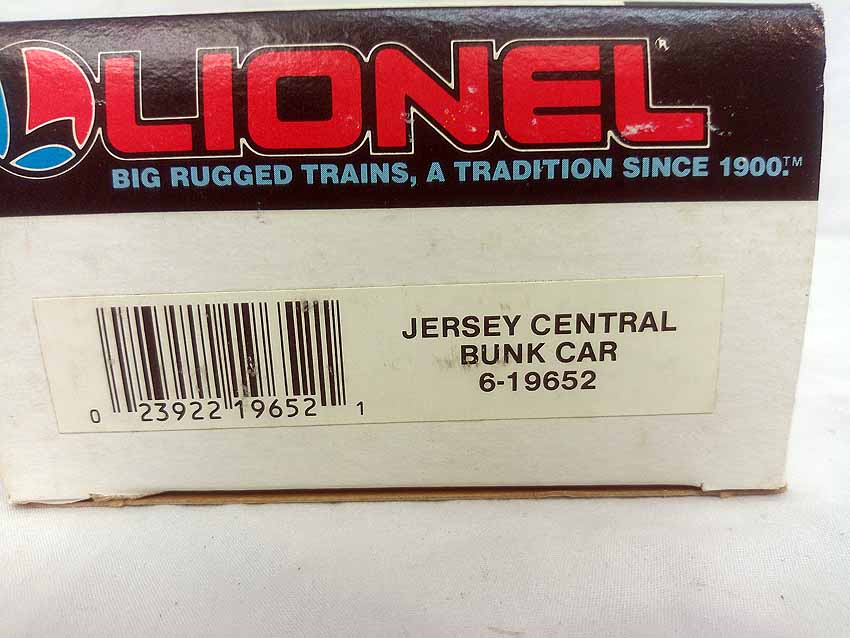 LIONEL®
BIG RUGGED TRAINS, A TRADITION SINCE 1900.™
JERSEY CENTRAL
BUNK CAR
6-19652
0 23922 19652 1